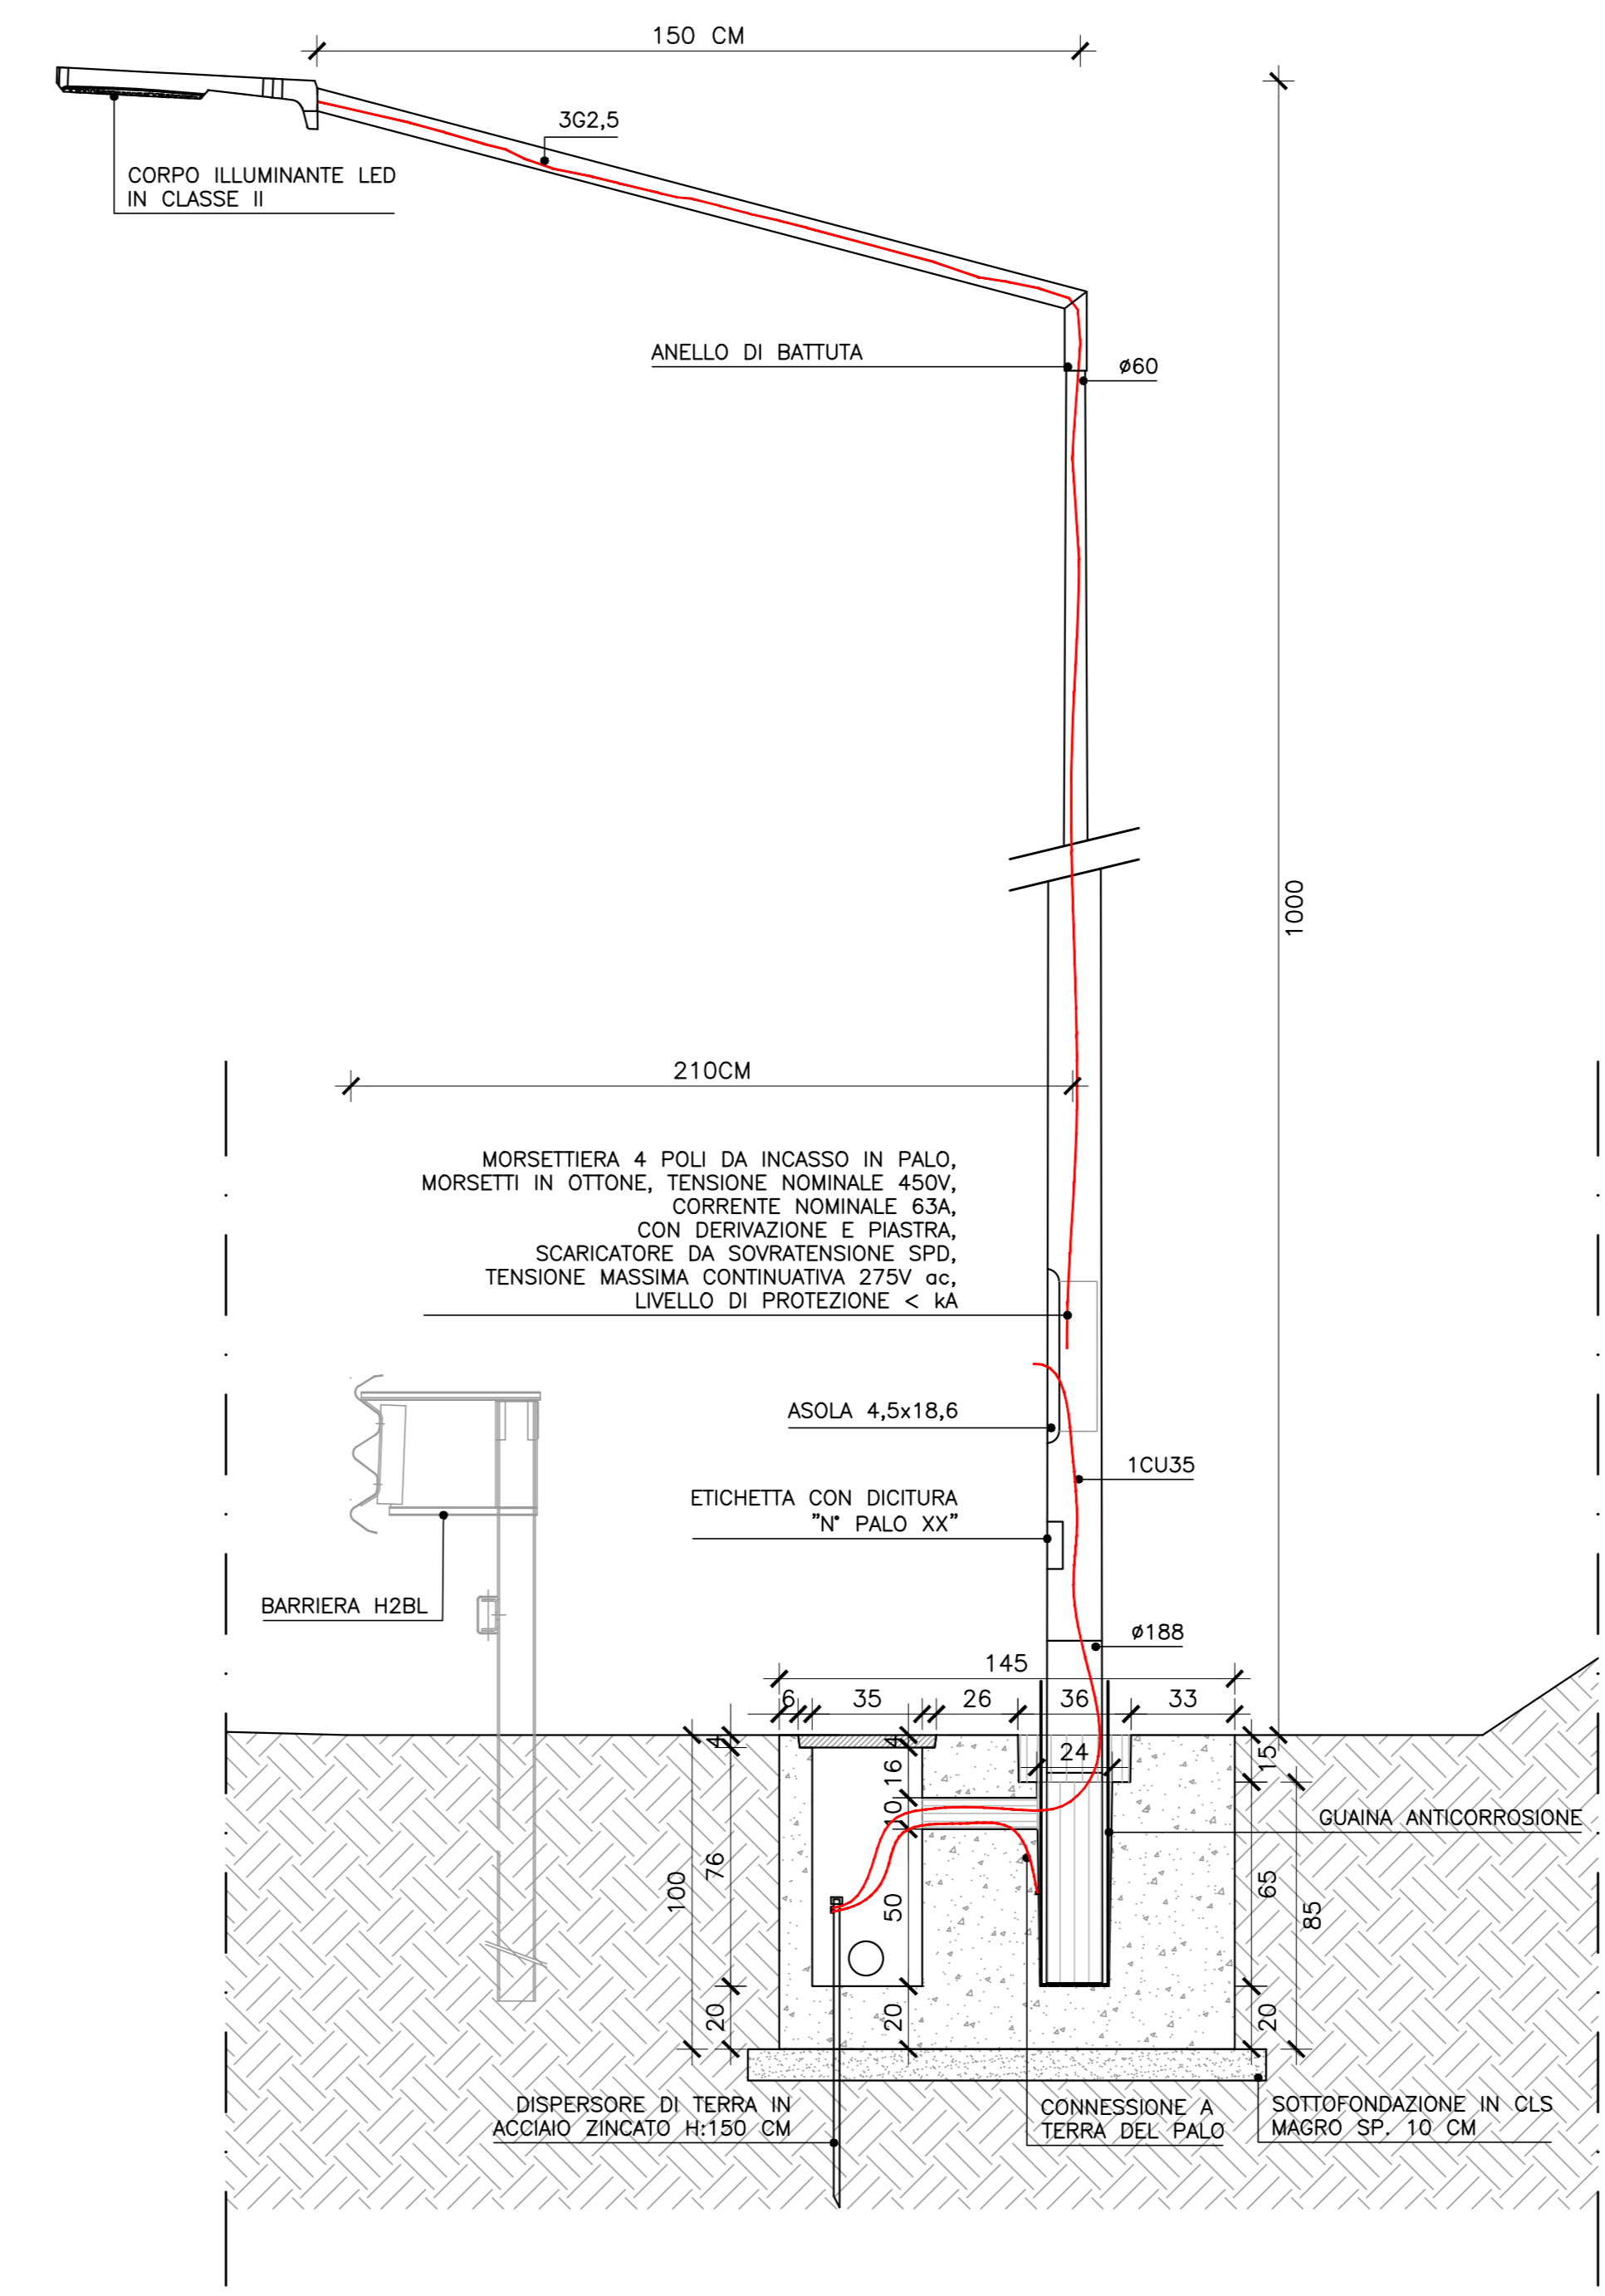 150 CM
3G2,5
CORPO ILLUMINANTE LED
IN CLASSE II
ANELLO DI BATTUTA
ø60
1000
210CM
MORSETTIERA 4 POLI DA INCASSO IN PALO,
MORSETTI IN OTTONE, TENSIONE NOMINALE 450V,
CORRENTE NOMINALE 63A,
CON DERIVAZIONE E PIASTRA,
SCARICATORE DA SOVRATENSIONE SPD,
TENSIONE MASSIMA CONTINUATIVA 275V ac,
LIVELLO DI PROTEZIONE < kA
ASOLA 4,5x18,6
1CU35
ETICHETTA CON DICITURA
"N° PALO XX"
BARRIERA H2BL
ø188
145
6
35
26
36
33
4
4
24
15
16
10
GUAINA ANTICORROSIONE
100
76
50
65
85
20
20
20
DISPERSORE DI TERRA IN
ACCIAIO ZINCATO H:150 CM
CONNESSIONE A
TERRA DEL PALO
SOTTOFONDAZIONE IN CLS
MAGRO SP. 10 CM